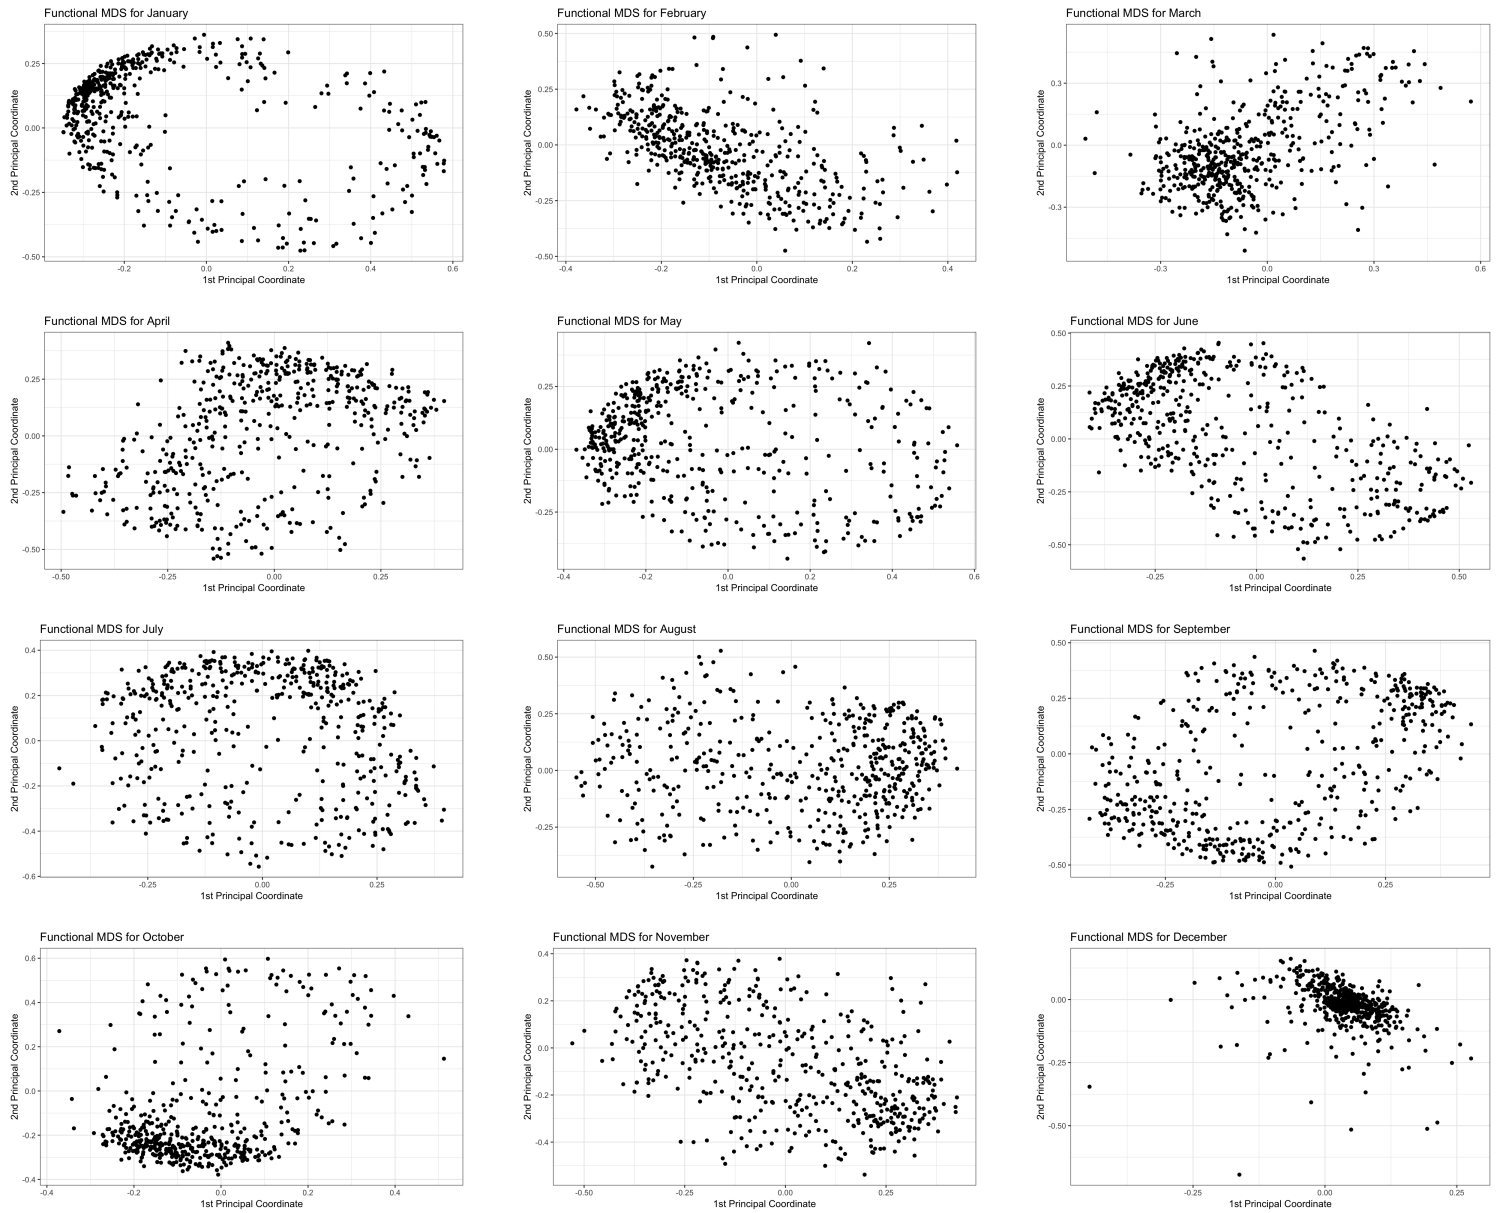 Functional MDS for January
0.25
0.00
-0.25
-0.50
2nd Principal Coordinate
-0.2 0.0 0.2 0.4 0.6
1st Principal Coordinate
Functional MDS for February
0.50
0.25
0.00
-0.25
-0.50
2nd Principal Coordinate
-0.4 -0.2 0.0 0.2 0.4
1st Principal Coordinate
Functional MDS for March
0.3
0.0
-0.3
2nd Principal Coordinate
-0.3 0.0 0.3 0.6
1st Principal Coordinate
Functional MDS for April
0.25
0.00
-0.25
-0.50
2nd Principal Coordinate
-0.50 -0.25 0.00 0.25
1st Principal Coordinate
Functional MDS for May
0.25
0.00
-0.25
2nd Principal Coordinate
-0.4 -0.2 0.0 0.2 0.4 0.6
1st Principal Coordinate
Functional MDS for June
0.50
0.25
0.00
-0.25
-0.50
2nd Principal Coordinate
-0.25 0.00 0.25 0.50
1st Principal Coordinate
Functional MDS for July
0.4
0.2
0.0
-0.2
-0.4
-0.6
2nd Principal Coordinate
-0.25 0.00 0.25
1st Principal Coordinate
Functional MDS for August
0.50
0.25
0.00
-0.25
2nd Principal Coordinate
-0.50 -0.25 0.00 0.25
1st Principal Coordinate
Functional MDS for September
0.50
0.25
0.00
-0.25
-0.50
2nd Principal Coordinate
-0.25 0.00 0.25
1st Principal Coordinate
Functional MDS for October
0.6
0.4
0.2
0.0
-0.2
-0.4
2nd Principal Coordinate
-0.4 -0.2 0.0 0.2 0.4
1st Principal Coordinate
Functional MDS for November
0.4
0.2
0.0
-0.2
-0.4
2nd Principal Coordinate
-0.50 -0.25 0.00 0.25
1st Principal Coordinate
Functional MDS for December
0.00
-0.25
-0.50
2nd Principal Coordinate
-0.25 0.00 0.25
1st Principal Coordinate